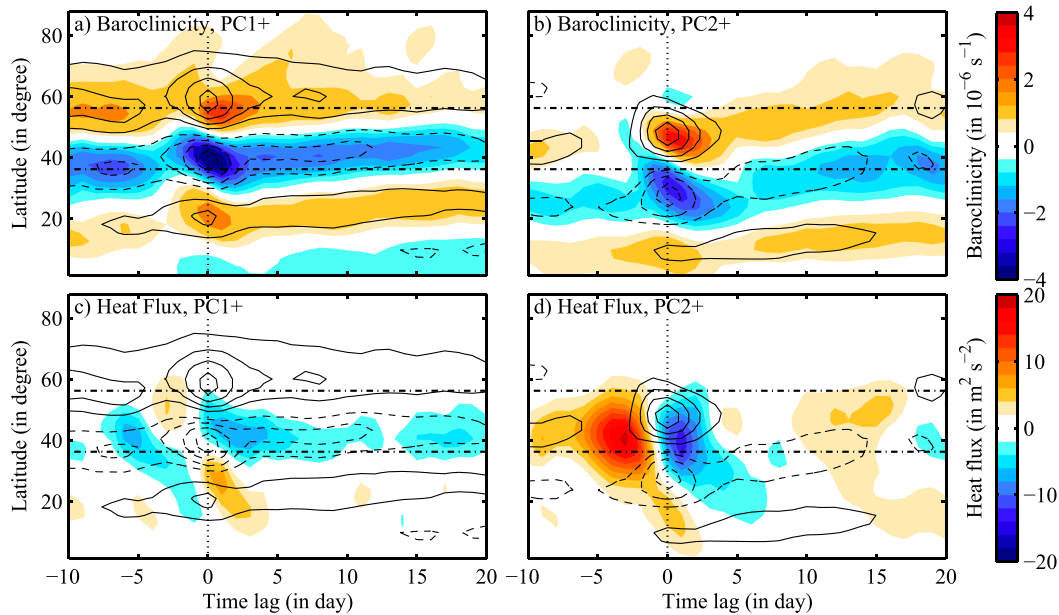 a) Baroclinicity, PC1+
b) Baroclinicity, PC2+
Latitude (in degree)
80
60
40
20
4
2
0
−2
−4
Baroclinicity (in 10⁻⁶ s⁻¹)
c) Heat Flux, PC1+
d) Heat Flux, PC2+
Latitude (in degree)
80
60
40
20
−10 −5 0 5 10 15 20
−10 −5 0 5 10 15 20
Time lag (in day)
Time lag (in day)
20
10
0
−10
−20
Heat flux (in m² s⁻²)